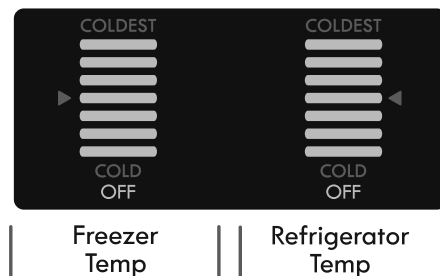 COLDEST COLDEST
COLD COLD
OFF OFF
Freezer Refrigerator
Temp Temp